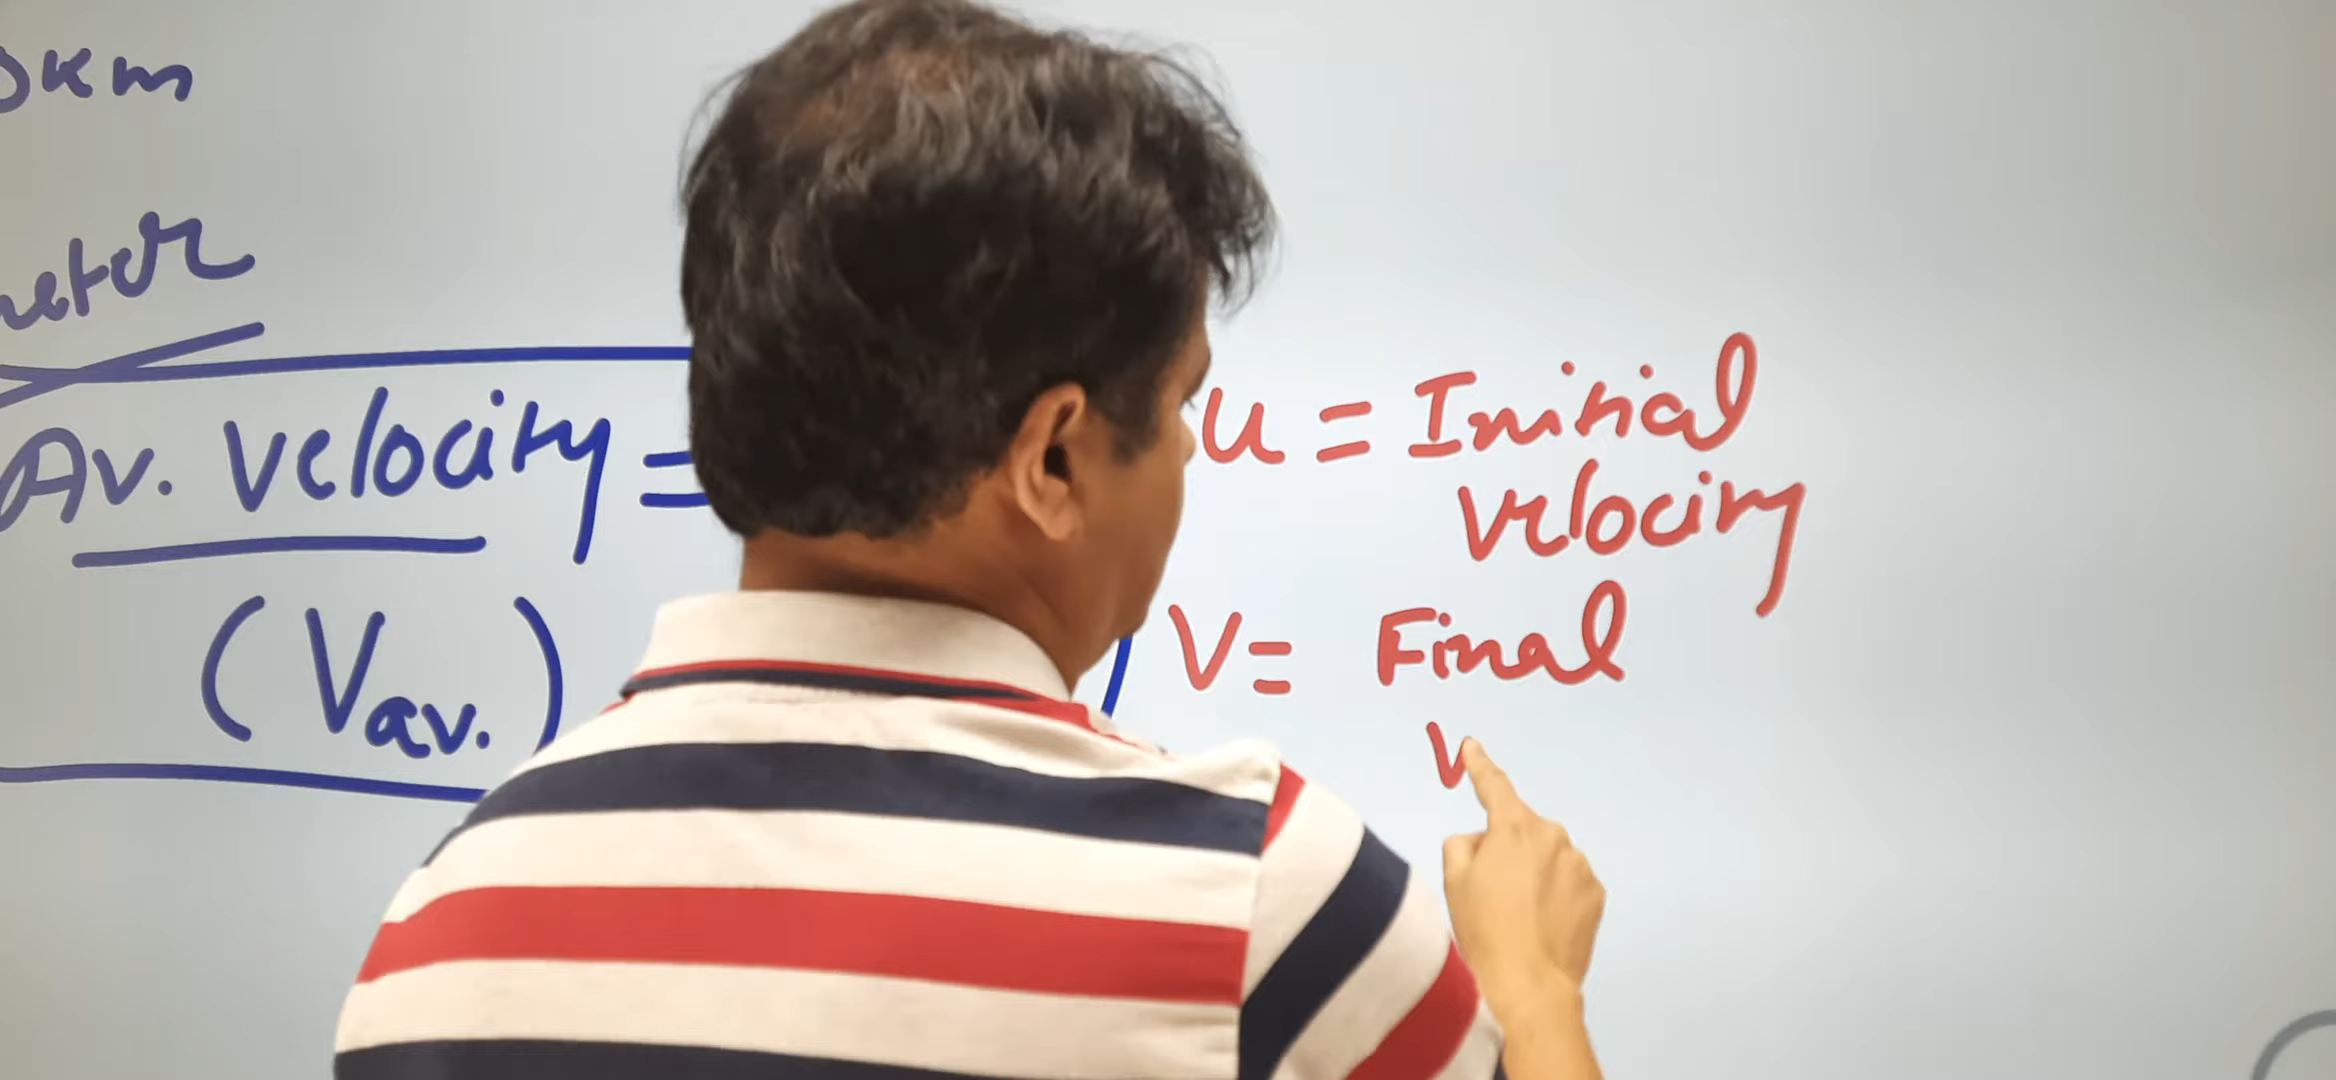 km
Av. velocity =
(Vav.)
u = Initial
velocity
V = Final
V